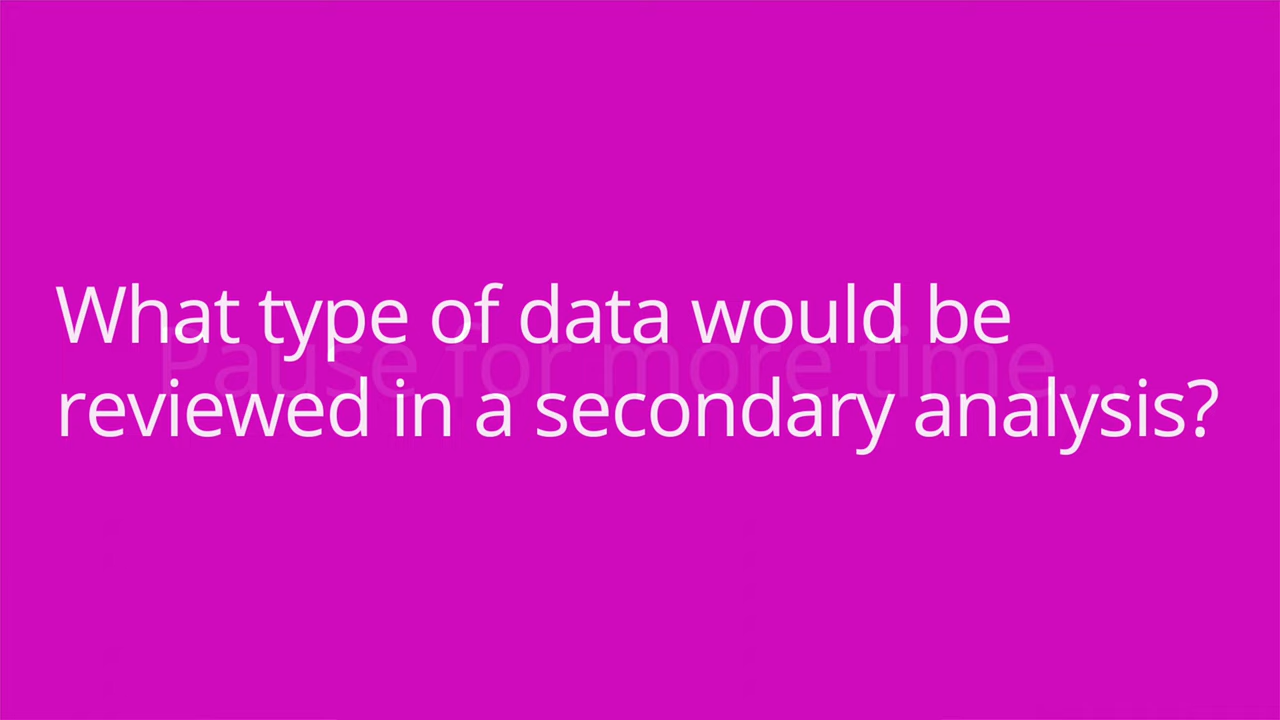 What type of data would be
Pause for more time...
reviewed in a secondary analysis?